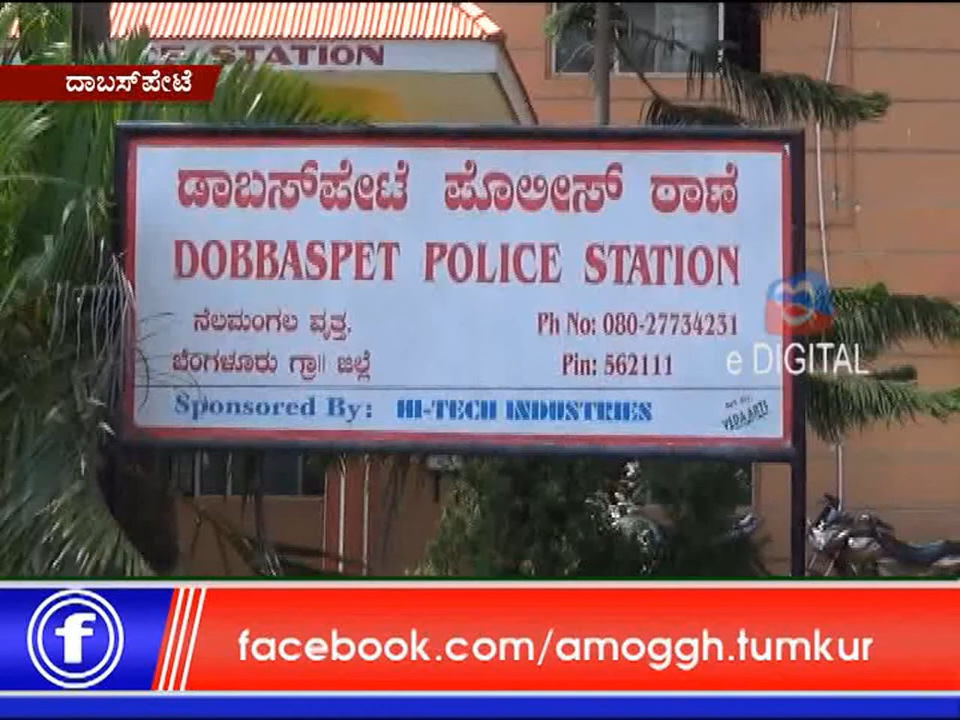 CE STATION
ದಾಬಸ್‌ಪೇಟೆ
ಡಾಬಸ್‌ಪೇಟೆ ಪೊಲೀಸ್ ಠಾಣೆ
DOBBASPET POLICE STATION
ನೆಲಮಂಗಲ ವೃತ್ತ,
Ph No: 080-27734231
ಬೆಂಗಳೂರು ಗ್ರಾ|| ಜಿಲ್ಲೆ
Pin: 562111
e DIGITAL
Sponsored By: HI-TECH INDUSTRIES
f
facebook.com/amoggh.tumkur